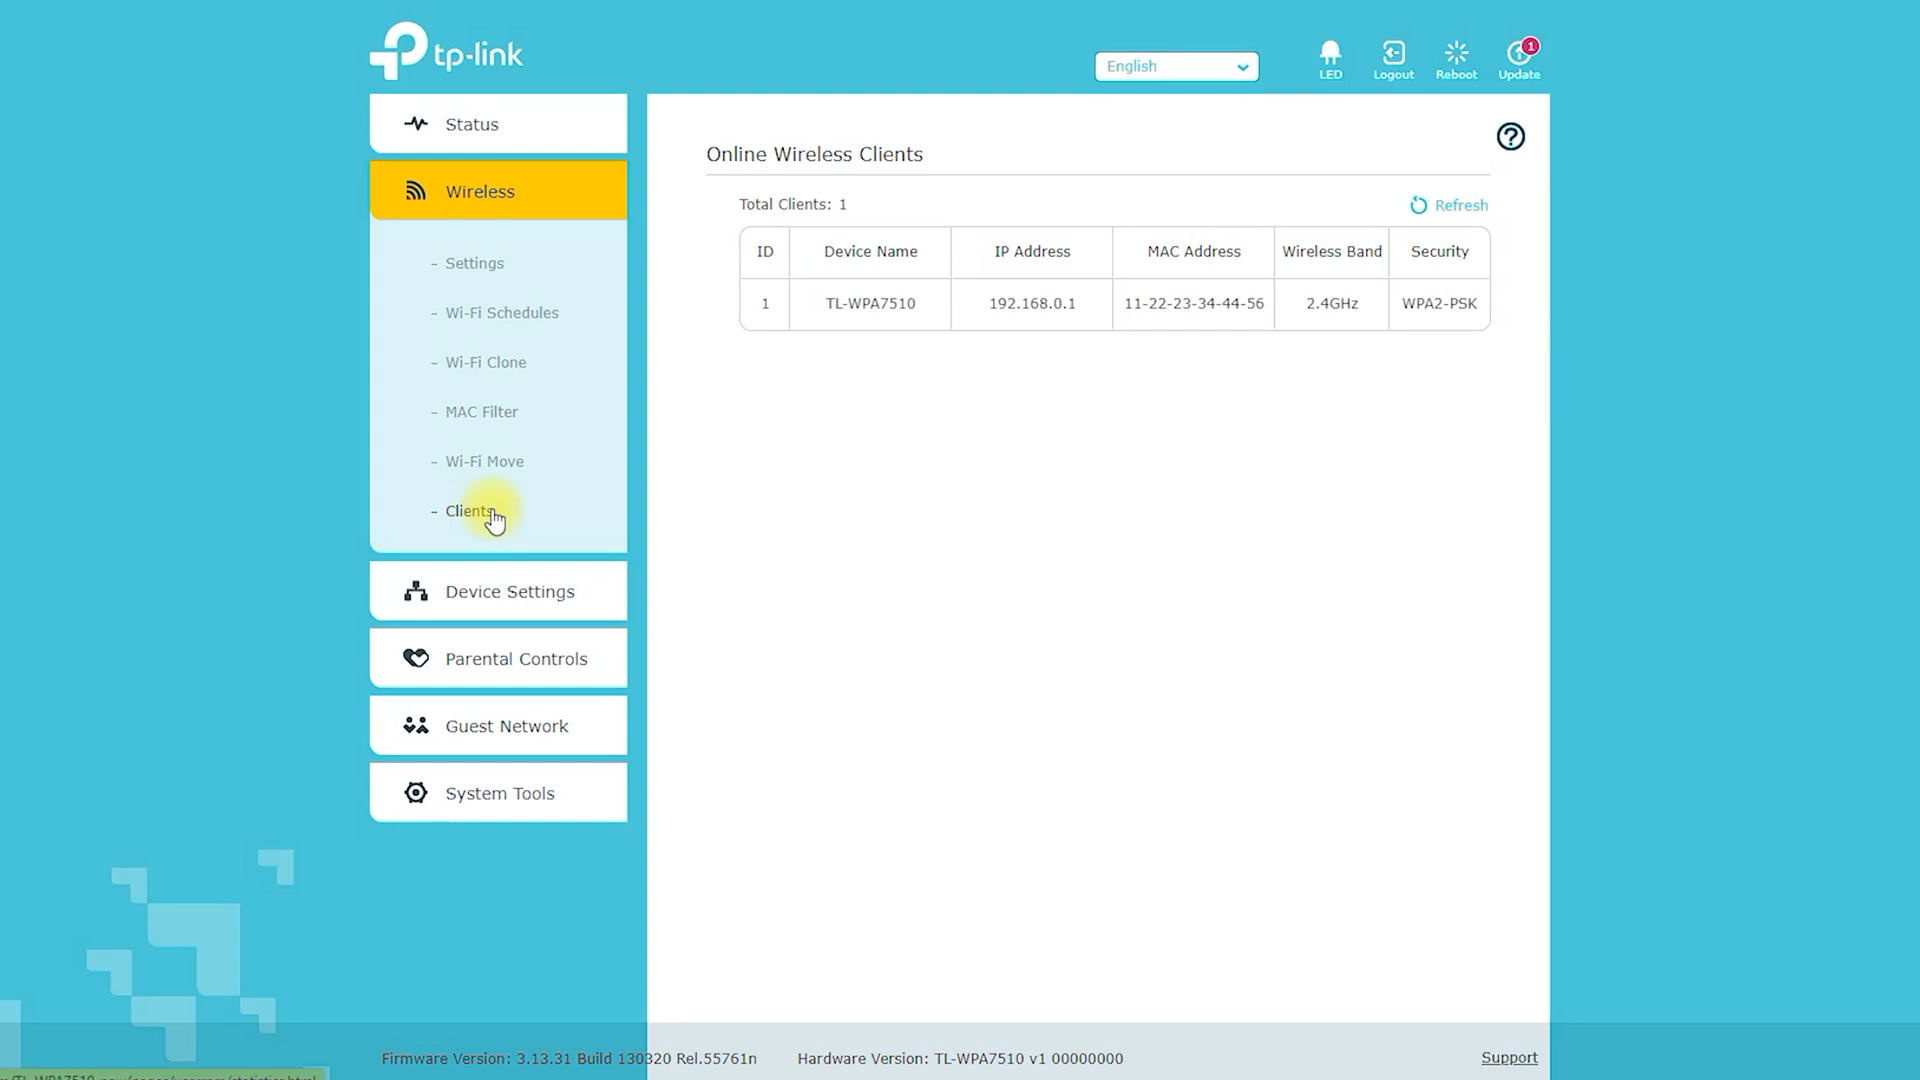 tp-link
English
LED
Logout
Reboot
1
Update
Status
Wireless
- Settings
- Wi-Fi Schedules
- Wi-Fi Clone
- MAC Filter
- Wi-Fi Move
- Clients
Device Settings
Parental Controls
Guest Network
System Tools
?
Online Wireless Clients
Total Clients: 1
Refresh
ID Device Name IP Address MAC Address Wireless Band Security
1 TL-WPA7510 192.168.0.1 11-22-23-34-44-56 2.4GHz WPA2-PSK
Firmware Version: 3.13.31 Build 130320 Rel.55761n Hardware Version: TL-WPA7510 v1 00000000
Support